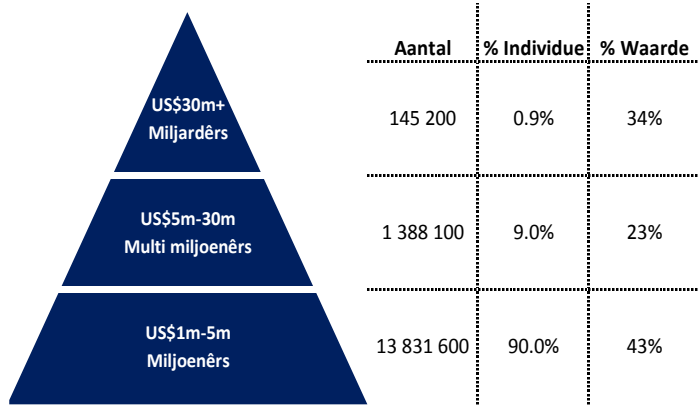 Aantal % Individue % Waarde
US$30m+
Miljardêrs
145 200 0.9% 34%
US$5m-30m
Multi miljoenêrs
1 388 100 9.0% 23%
US$1m-5m
Miljoenêrs
13 831 600 90.0% 43%